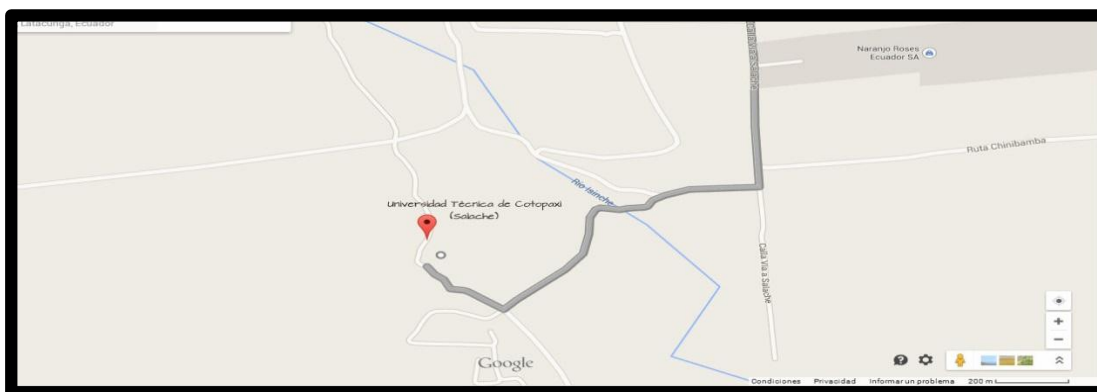 Latacunga, Ecuador
Naranjo Roses
Ecuador SA
Ruta Chinibamba
Río Isinche
Universidad Técnica de Cotopaxi
(Salache)
Calla Vía a Salache
Google
Condiciones Privacidad Informar un problema 200 m